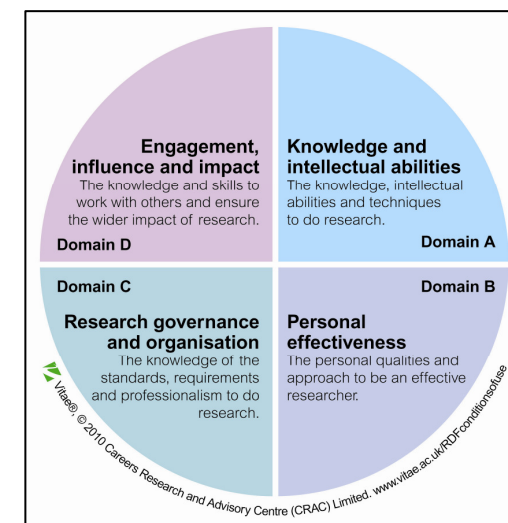 Engagement,
influence and impact
The knowledge and skills to
work with others and ensure
the wider impact of research.
Domain D
Knowledge and
intellectual abilities
The knowledge, intellectual
abilities and techniques
to do research.
Domain A
Domain C
Research governance
and organisation
The knowledge of the
standards, requirements
and professionalism to do
research.
Domain B
Personal
effectiveness
The personal qualities and
approach to be an effective
researcher.
Vitae®, © 2010 Careers Research and Advisory Centre (CRAC) Limited. www.vitae.ac.uk/RDFconditionsofuse